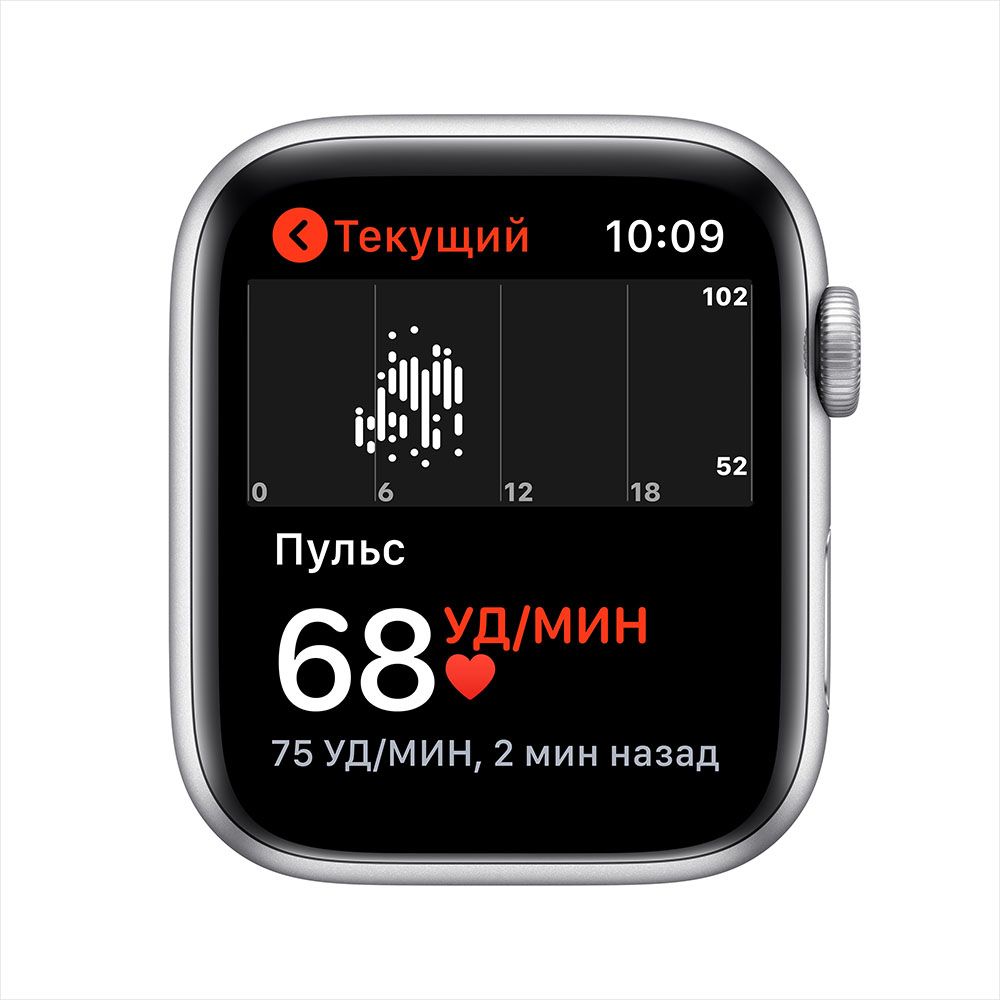 Текущий 10:09
102
52
0 6 12 18
Пульс
68 УД/МИН
75 УД/МИН, 2 мин назад